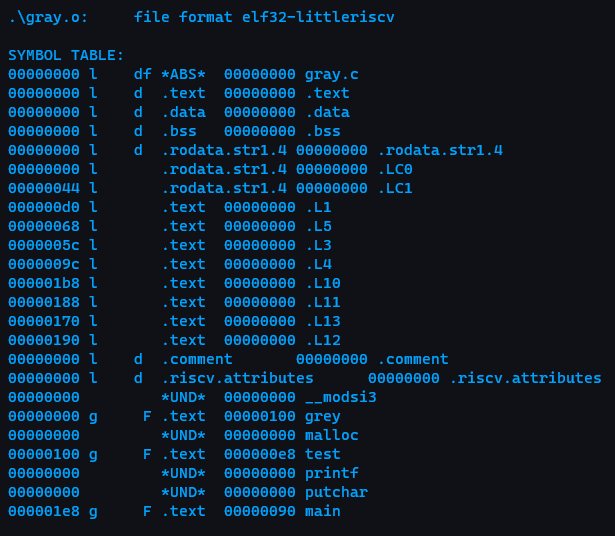 .\gray.o:     file format elf32-littleriscv

SYMBOL TABLE:
00000000 l    df *ABS*  00000000 gray.c
00000000 l    d  .text  00000000 .text
00000000 l    d  .data  00000000 .data
00000000 l    d  .bss   00000000 .bss
00000000 l    d  .rodata.str1.4 00000000 .rodata.str1.4
00000000 l       .rodata.str1.4 00000000 .LC0
00000044 l       .rodata.str1.4 00000000 .LC1
000000d0 l       .text  00000000 .L1
00000068 l       .text  00000000 .L5
0000005c l       .text  00000000 .L3
0000009c l       .text  00000000 .L4
000001b8 l       .text  00000000 .L10
00000188 l       .text  00000000 .L11
00000170 l       .text  00000000 .L13
00000190 l       .text  00000000 .L12
00000000 l    d  .comment       00000000 .comment
00000000 l    d  .riscv.attributes      00000000 .riscv.attributes
00000000         *UND*  00000000 __modsi3
00000000 g     F .text  00000100 grey
00000000         *UND*  00000000 malloc
00000100 g     F .text  000000e8 test
00000000         *UND*  00000000 printf
00000000         *UND*  00000000 putchar
000001e8 g     F .text  00000090 main